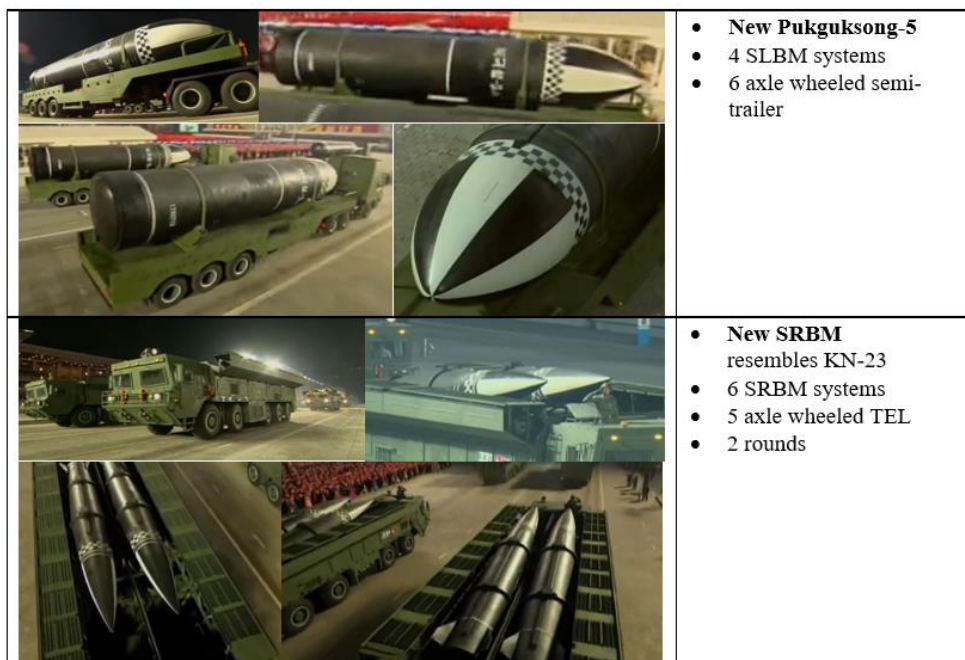 New Pukguksong-5
4 SLBM systems
6 axle wheeled semi-
trailer
New SRBM
resembles KN-23
6 SRBM systems
5 axle wheeled TEL
2 rounds